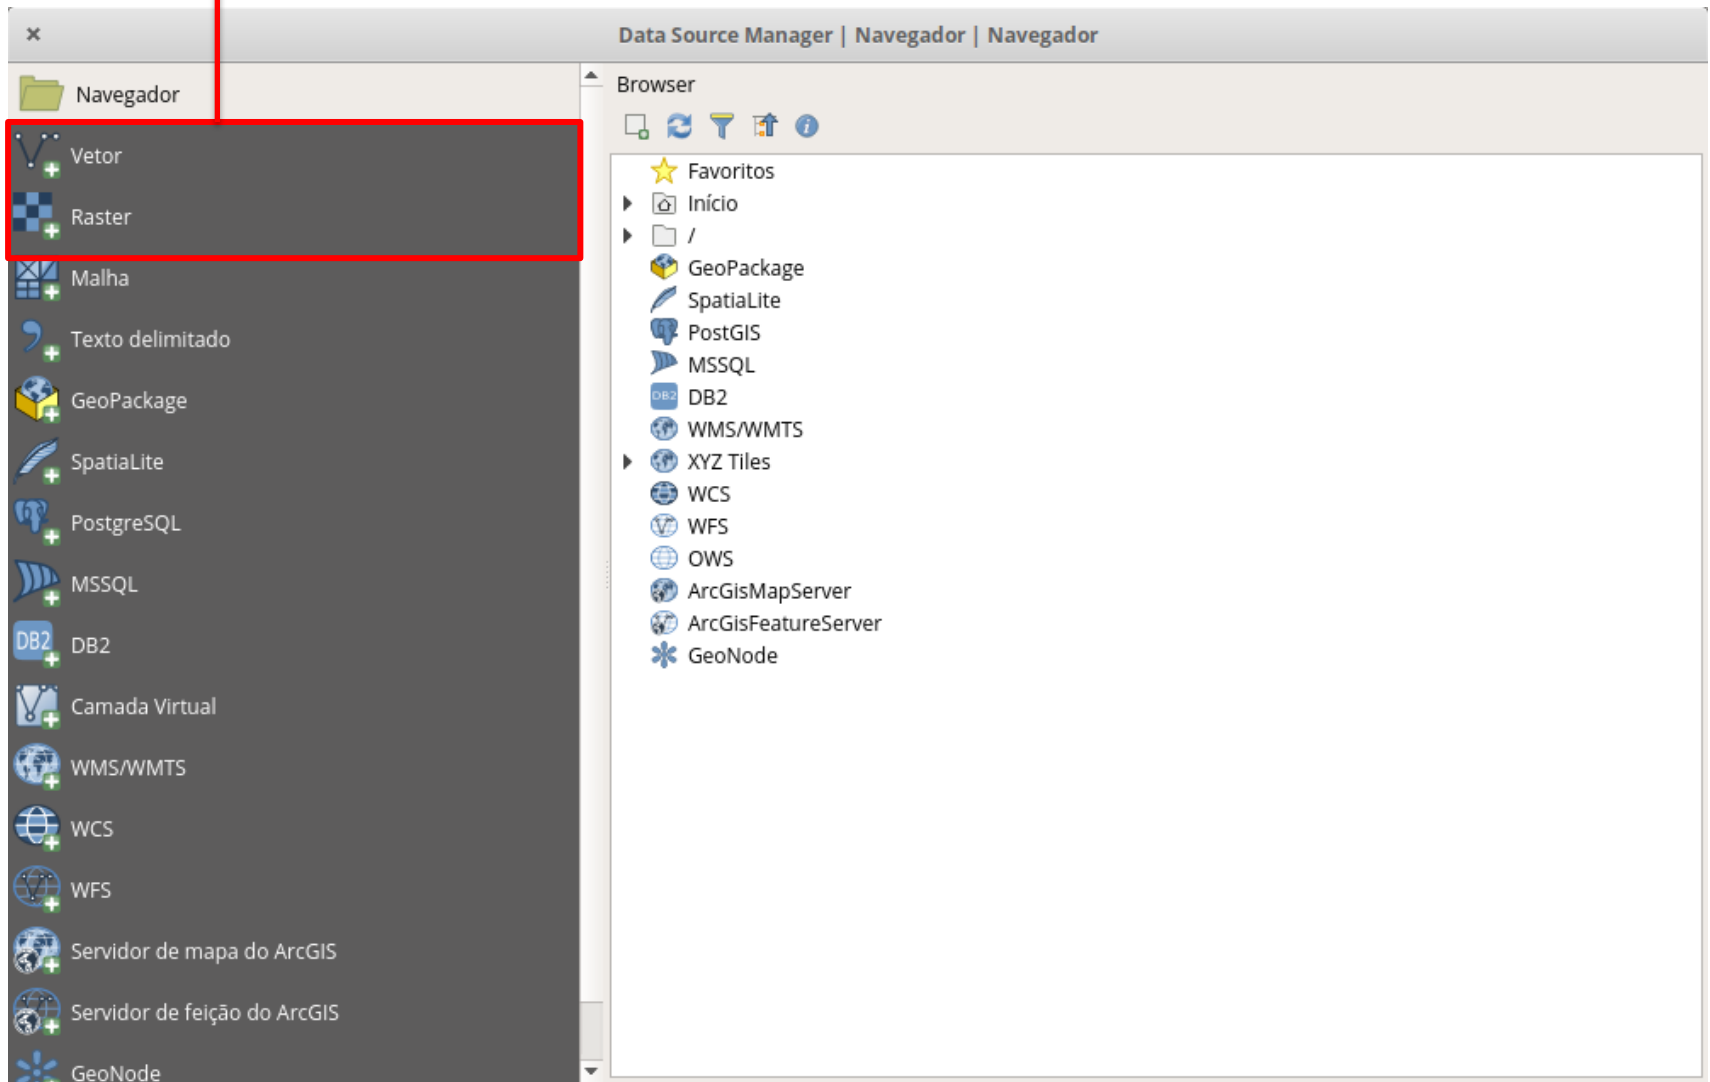 Data Source Manager | Navegador | Navegador
Navegador
Vetor
Raster
Malha
Texto delimitado
GeoPackage
SpatiaLite
PostgreSQL
MSSQL
DB2
DB2
Camada Virtual
WMS/WMTS
WCS
WFS
Servidor de mapa do ArcGIS
Servidor de feição do ArcGIS
GeoNode
Browser
Favoritos
Início
/
GeoPackage
SpatiaLite
PostGIS
MSSQL
DB2
DB2
WMS/WMTS
XYZ Tiles
WCS
WFS
OWS
ArcGisMapServer
ArcGisFeatureServer
GeoNode